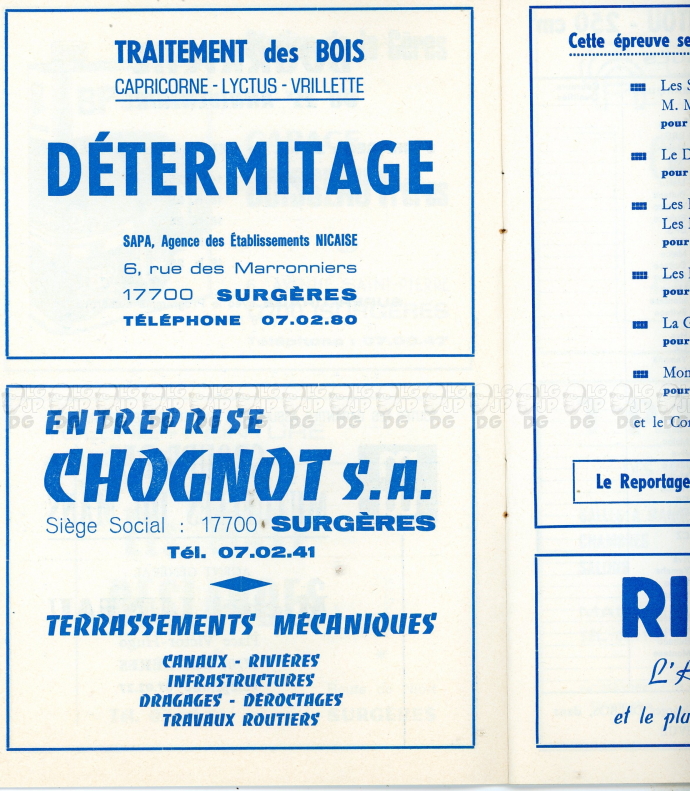 TRAITEMENT des BOIS
CAPRICORNE - LYCTUS - VRILLETTE
DÉTERMITAGE
SAPA, Agence des Établissements NICAISE
6, rue des Marronniers
17700 SURGÈRES
TÉLÉPHONE 07.02.80
ENTREPRISE
CHOGNOT S.A.
Siège Social : 17700 SURGÈRES
Tél. 07.02.41
TERRASSEMENTS MÉCANIQUES
CANAUX - RIVIÈRES
INFRASTRUCTURES
DRAGAGES - DÉROCTAGES
TRAVAUX ROUTIERS
Cette épreuve se
Les
M.
pour
Le
pour
Les
Les
pour
Les
pour
La
pour
Mon
pour
et le
Le Reportage
RI
et le plu